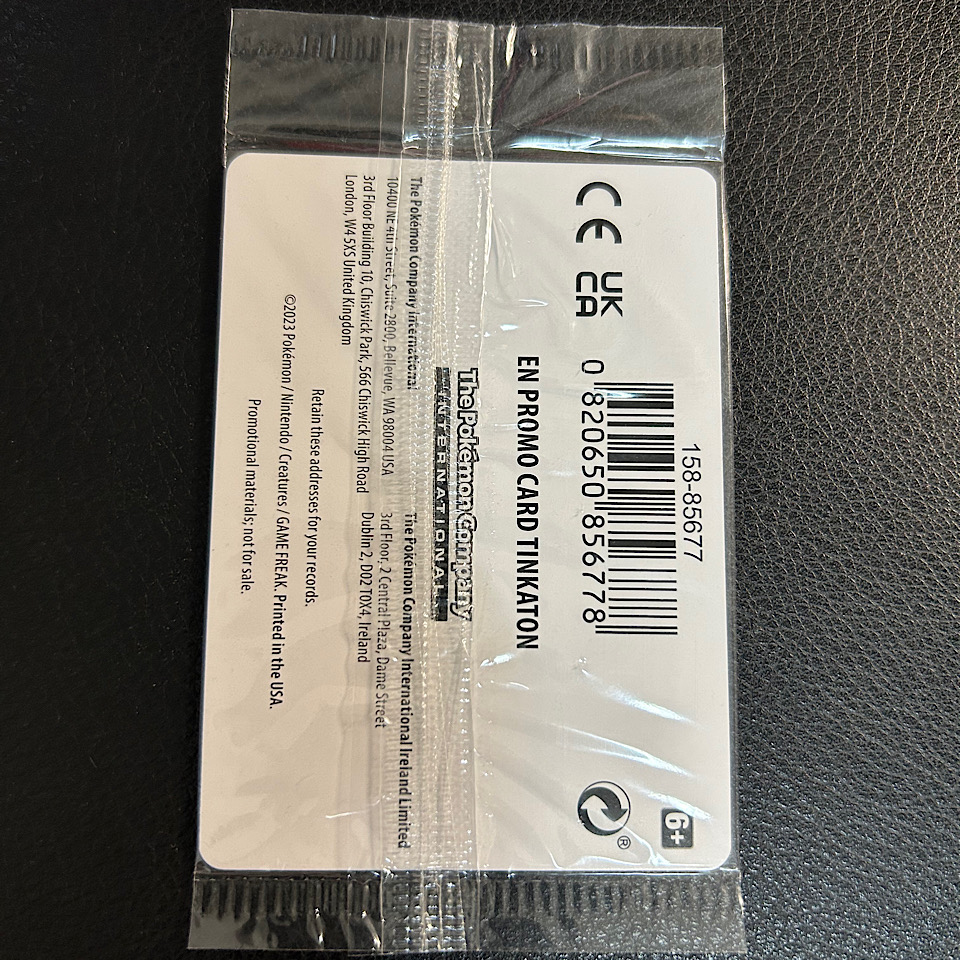 158-85677
0 820650 856778
6+
CE UK CA
®
EN PROMO CARD TINKATON
The Pokémon Company
INTERNATIONAL
The Pokémon Company International
10400 NE 4th Street, Suite 2800, Bellevue, WA 98004 USA
3rd Floor Building 10, Chiswick Park, 566 Chiswick High Road
London, W4 5XS United Kingdom
The Pokémon Company International Ireland Limited
3rd Floor, 2 Central Plaza, Dame Street
Dublin 2, D02 T0X4, Ireland
Retain these addresses for your records.
©2023 Pokémon / Nintendo / Creatures / GAME FREAK. Printed in the USA.
Promotional materials; not for sale.